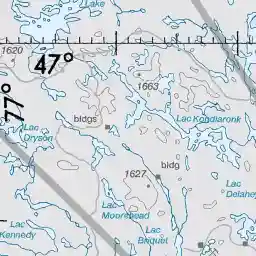 Lake
1620
47°
1663
77°
bldgs
Lac Kondiaronk
Lac
Dryson
bldg
1627
Lac
Delahey
Lac
Moorehead
Lac
Kennedy
Lac
Briquet